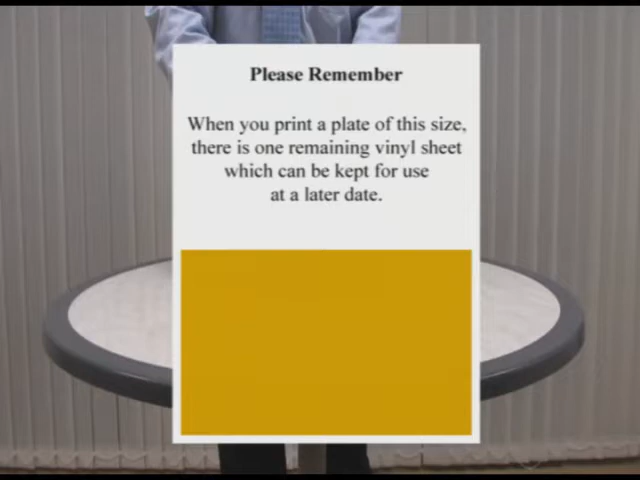 Please Remember
When you print a plate of this size,
there is one remaining vinyl sheet
which can be kept for use
at a later date.